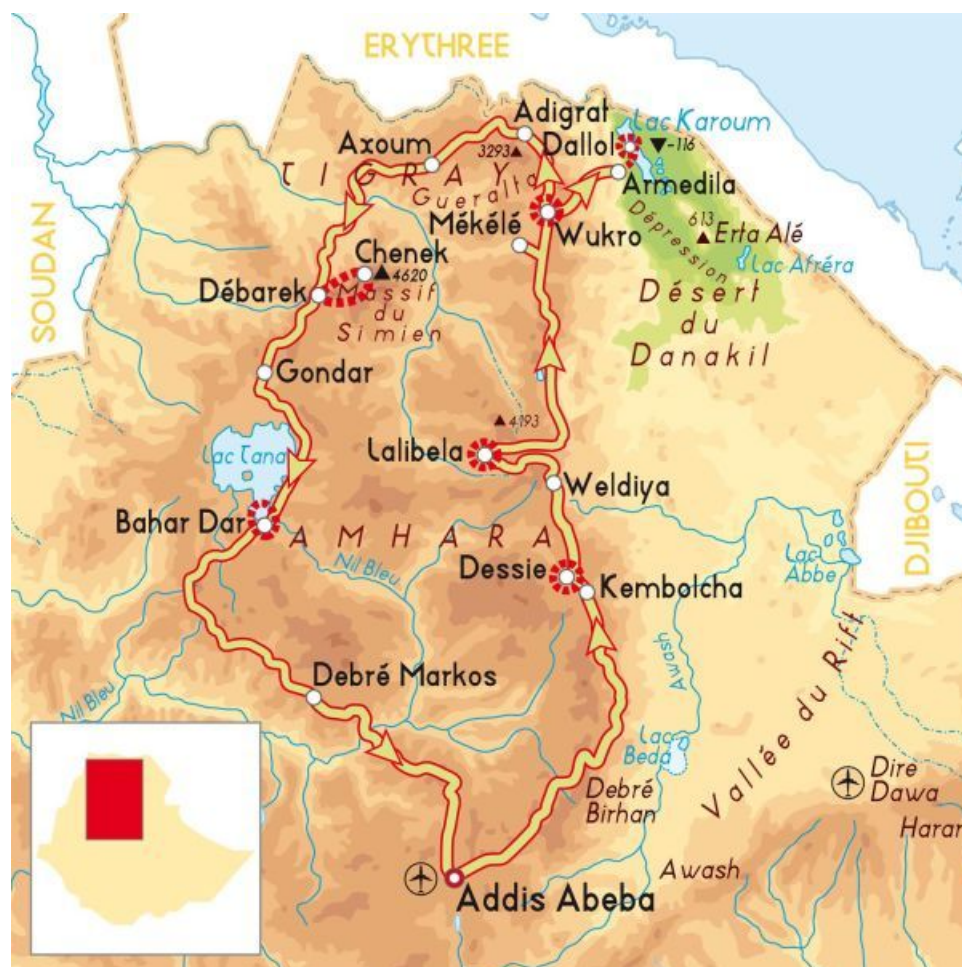 ERYTHREE
Adigrat
Lac Karoum
Axoum
3293
Dallol
-116
TIGRAY
Gueralta
Armedila
Mékélé
Wukro
613
Erta Alé
Dépression
Lac Afréra
SOUDAN
Chenek
4620
Débarek
Massif
du
Simien
Désert
du
Danakil
Gondar
4193
Lac Tana
Lalibela
Weldiya
DJIBOUTI
Bahar Dar
AMHARA
Nil Bleu
Lac
Abbe
Dessie
Kembolcha
Awash
Vallée du Rift
Debré Markos
Nil Bleu
Lac
Beda
Debré
Birhan
Dire
Dawa
Harar
Awash
Addis Abeba